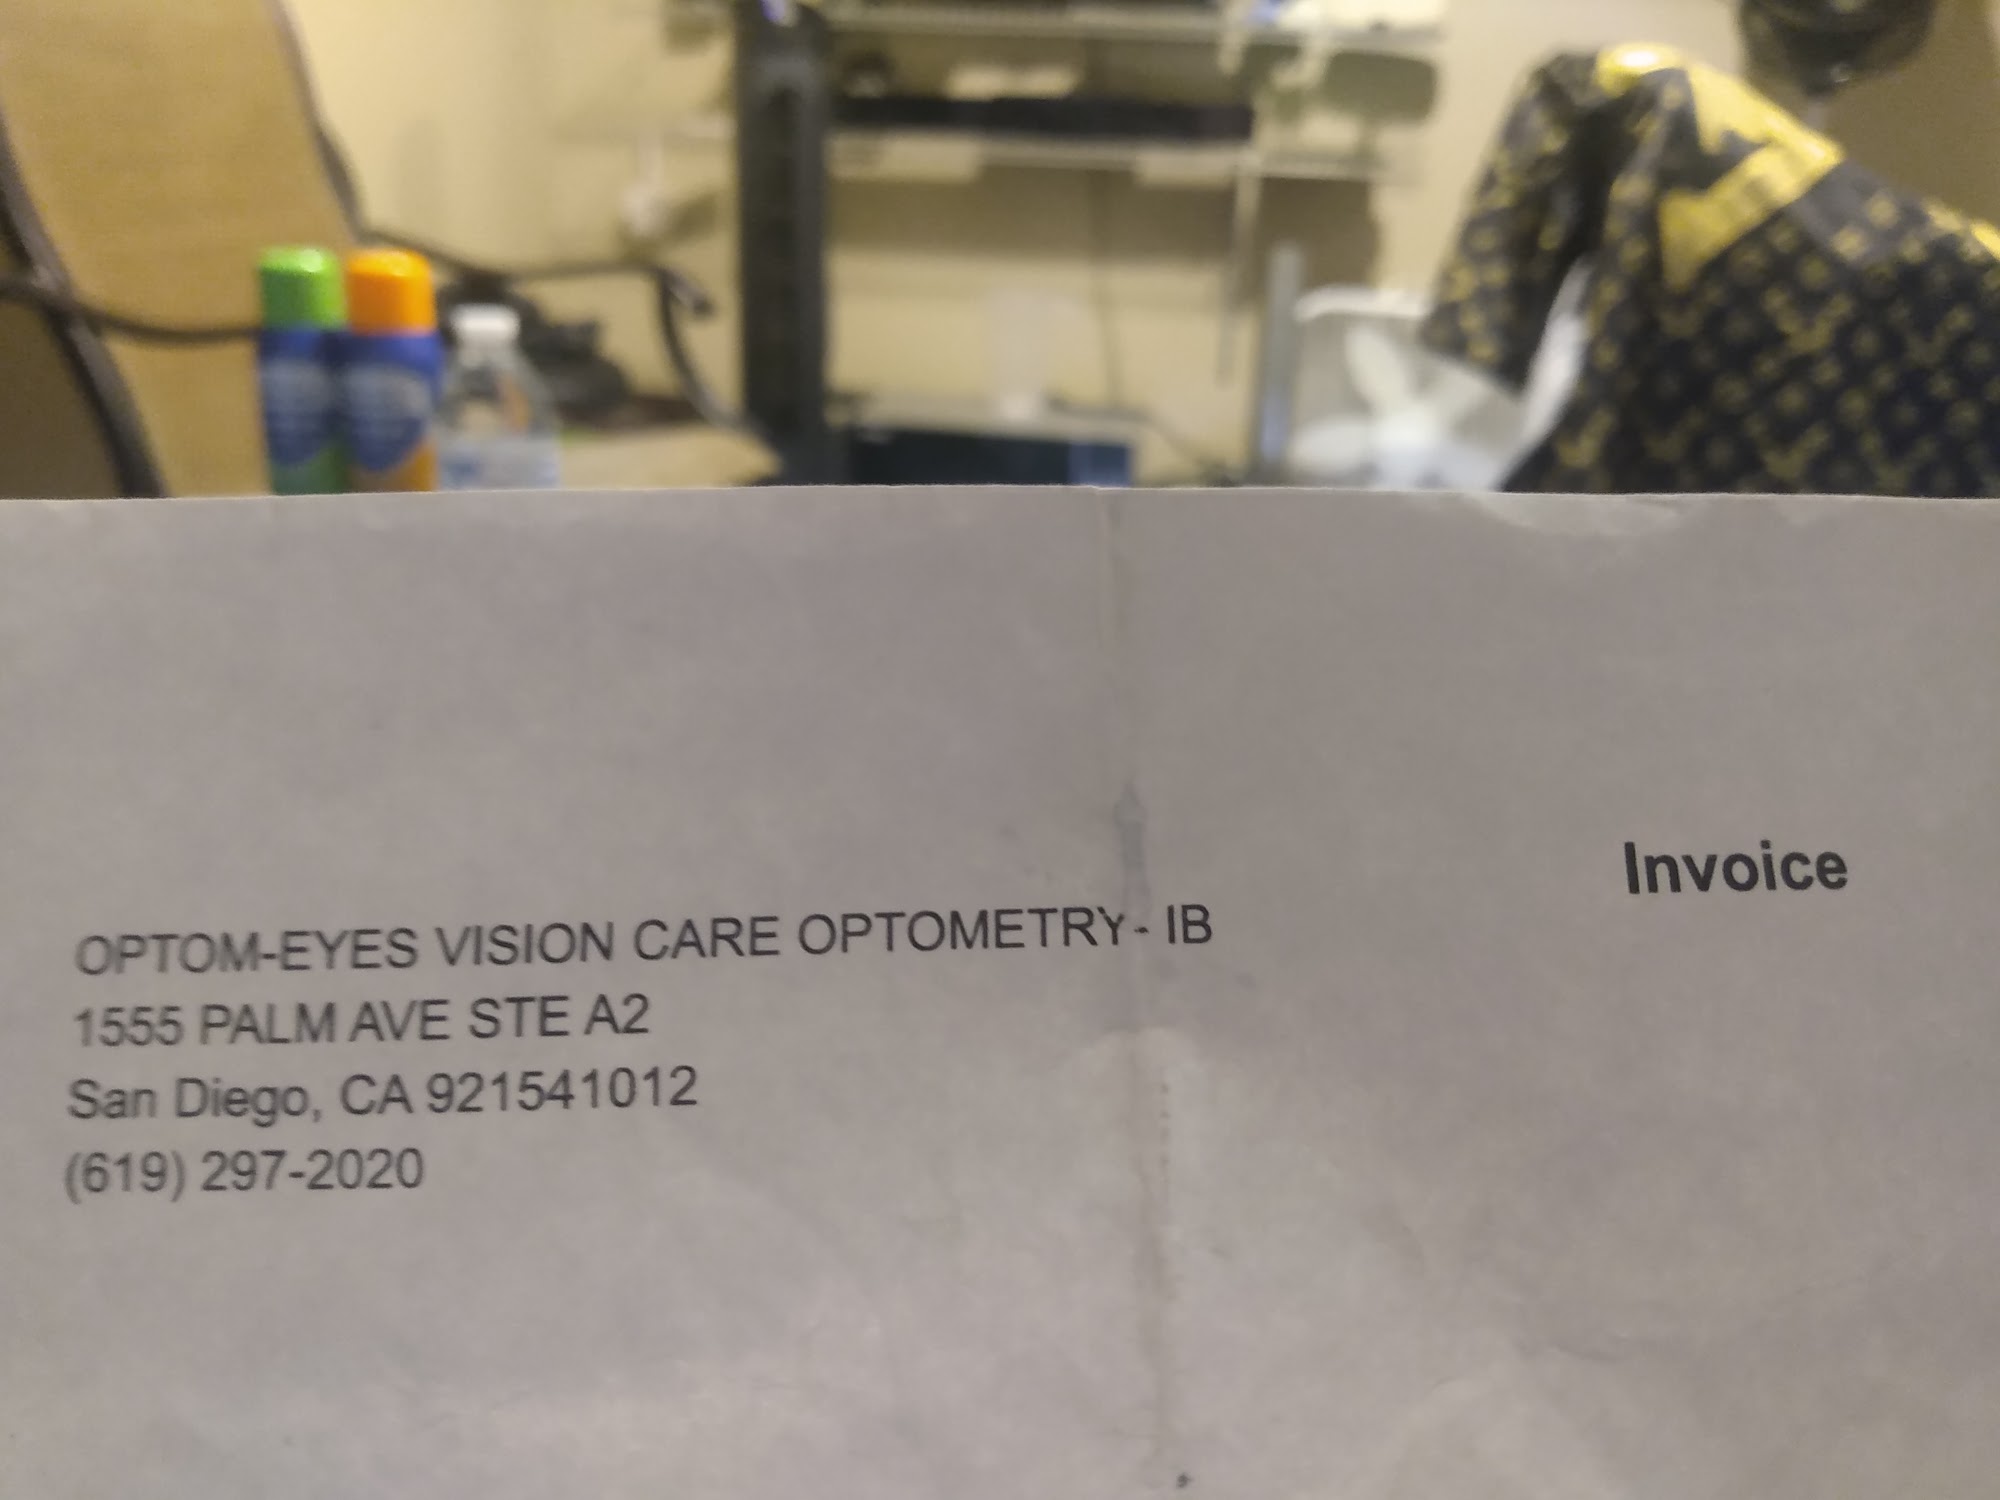 Invoice
OPTOM-EYES VISION CARE OPTOMETRY- IB
1555 PALM AVE STE A2
San Diego, CA 921541012
(619) 297-2020